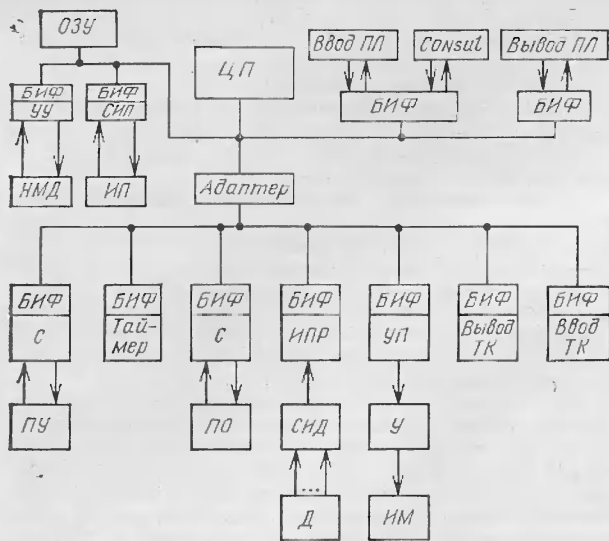 ОЗУ
ЦП
Ввод ПЛ
Consul
Вывод ПЛ
БИФ
УУ
БИФ
СИП
БИФ
БИФ
НМД
ИП
Адаптер
БИФ
С
БИФ
Тай-
мер
БИФ
С
БИФ
ИПР
БИФ
УП
БИФ
Вывод
ТК
БИФ
Ввод
ТК
ПУ
ПО
СИД
У
...
Д
ИМ